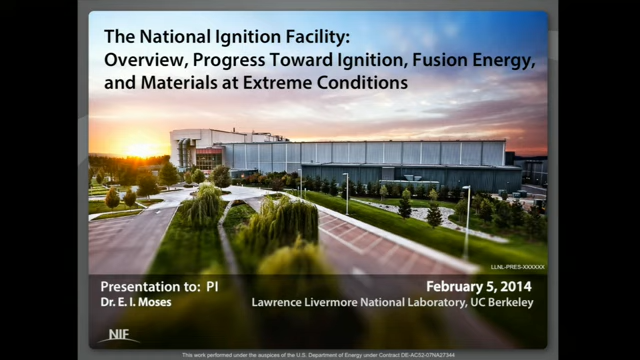 The National Ignition Facility:
Overview, Progress Toward Ignition, Fusion Energy,
and Materials at Extreme Conditions
LLNL-PRES-XXXXXX
Presentation to: PI
Dr. E. I. Moses
February 5, 2014
Lawrence Livermore National Laboratory, UC Berkeley
NIF
This work performed under the auspices of the U.S. Department of Energy under Contract DE-AC52-07NA27344